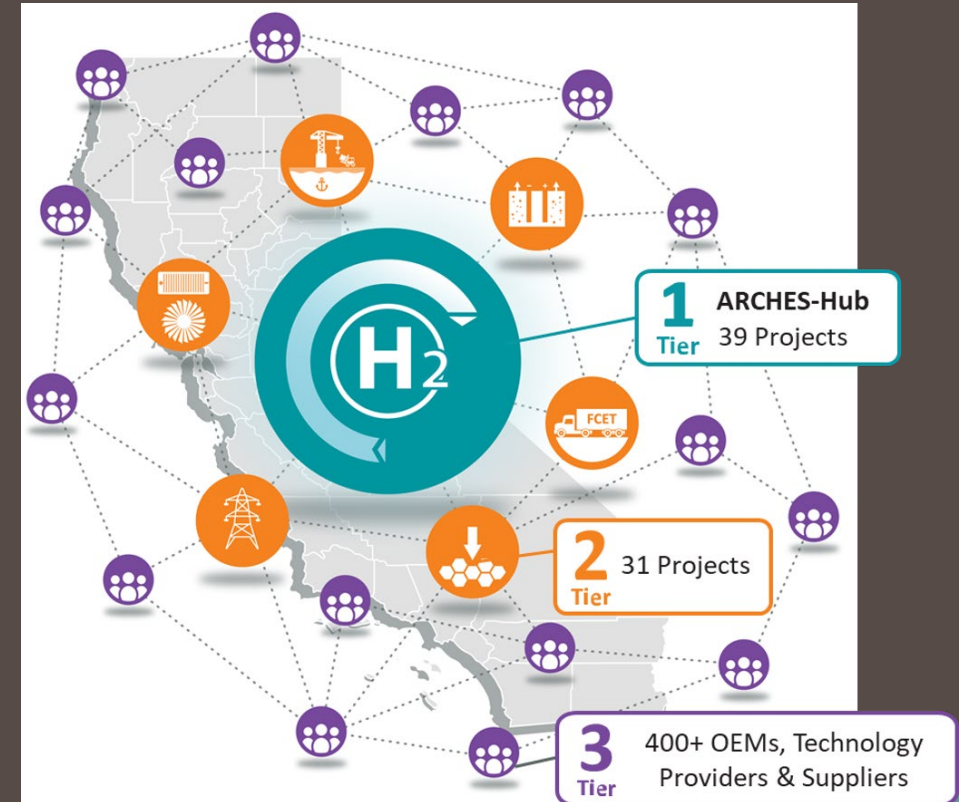 H2
1
Tier
ARCHES-Hub
39 Projects
FCET
2
Tier
31 Projects
3
Tier
400+ OEMs, Technology
Providers & Suppliers